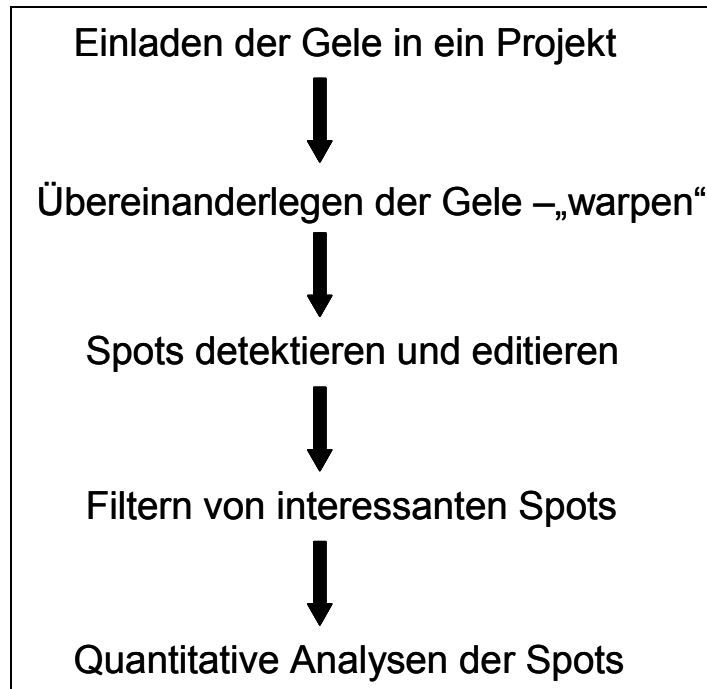 Einladen der Gele in ein Projekt
Übereinanderlegen der Gele –„warpen“
Spots detektieren und editieren
Filtern von interessanten Spots
Quantitative Analysen der Spots